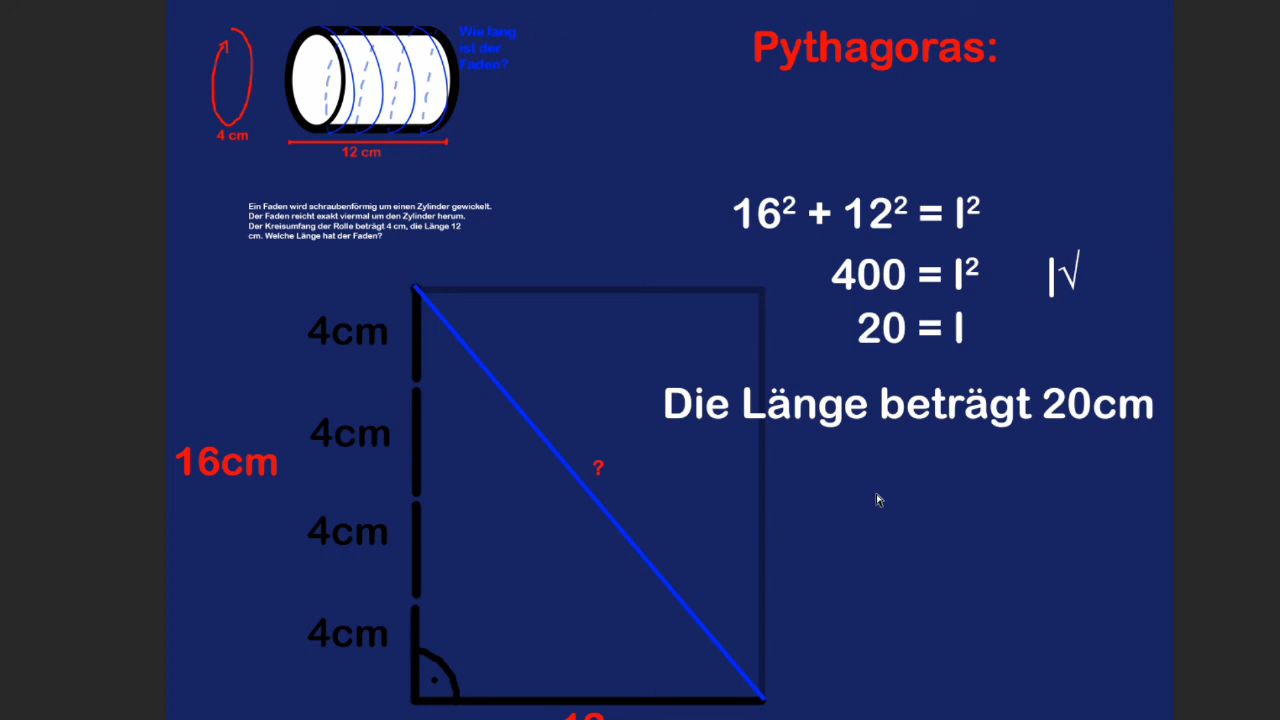 Wie lang
ist der
Faden?
Pythagoras:
4 cm
12 cm
Ein Faden wird schraubenförmig um einen Zylinder gewickelt.
Der Faden reicht exakt viermal um den Zylinder herum.
Der Kreisumfang der Rolle beträgt 4 cm, die Länge 12
cm. Welche Länge hat der Faden?
16² + 12² = l²
400 = l² |√
20 = l
Die Länge beträgt 20cm
4cm
4cm
16cm
?
4cm
4cm